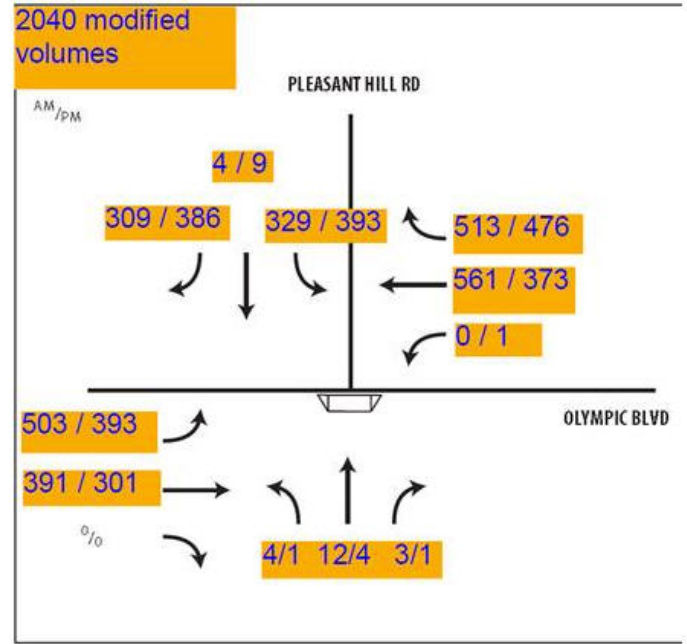 2040 modified
volumes
PLEASANT HILL RD
AM/PM
4 / 9
309 / 386
329 / 393
513 / 476
561 / 373
0 / 1
503 / 393
OLYMPIC BLVD
391 / 301
0/0
4/1 12/4 3/1